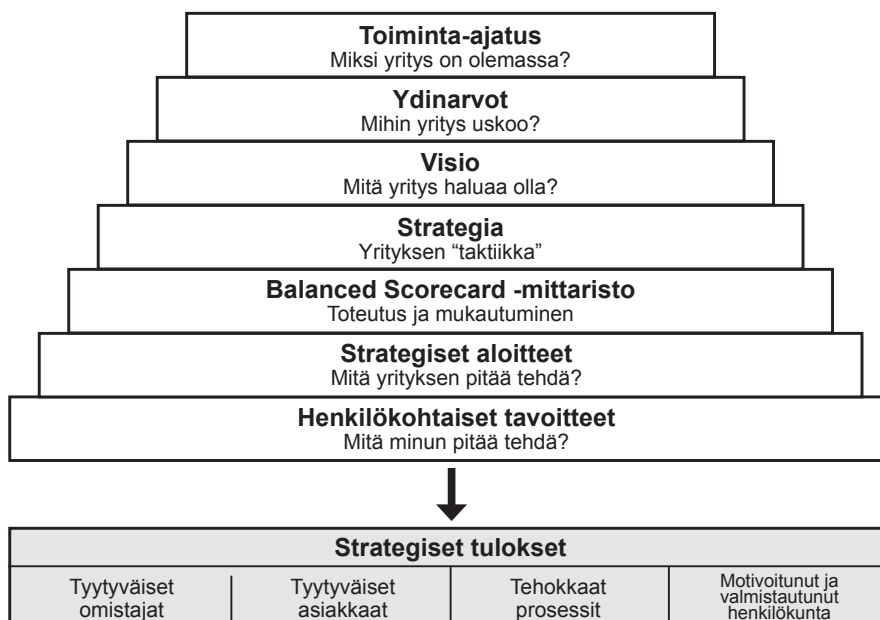 Toiminta-ajatus
Miksi yritys on olemassa?
Ydinarvot
Mihin yritys uskoo?
Visio
Mitä yritys haluaa olla?
Strategia
Yrityksen “taktiikka”
Balanced Scorecard -mittaristo
Toteutus ja mukautuminen
Strategiset aloitteet
Mitä yrityksen pitää tehdä?
Henkilökohtaiset tavoitteet
Mitä minun pitää tehdä?
Strategiset tulokset
Tyytyväiset
omistajat
Tyytyväiset
asiakkaat
Tehokkaat
prosessit
Motivoitunut ja
valmistautunut
henkilökunta